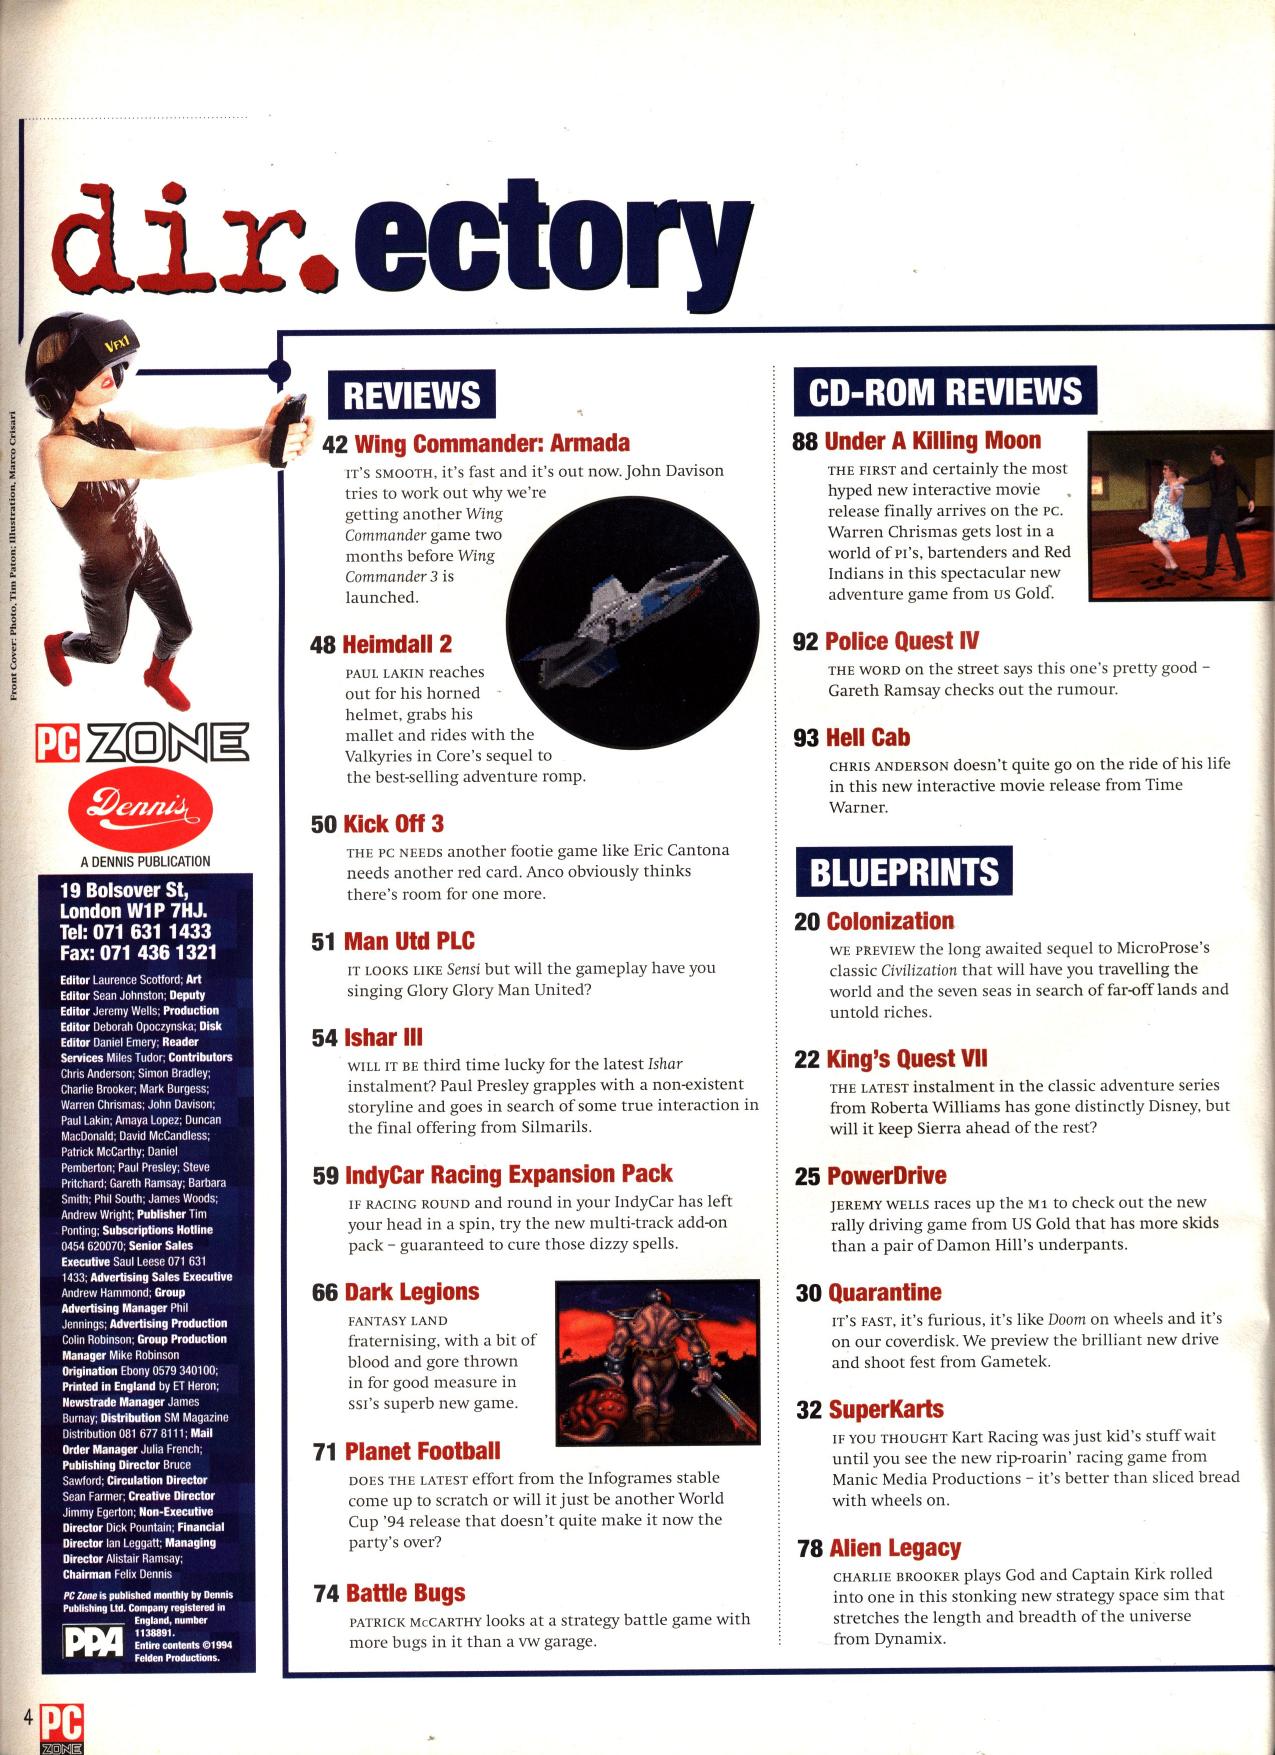 dir.ectory
VFX1
Front Cover: Photo, Tim Paton; Illustration, Marco Crisari
PC ZONE
Dennis
A DENNIS PUBLICATION
19 Bolsover St,
London W1P 7HJ.
Tel: 071 631 1433
Fax: 071 436 1321
Editor Laurence Scotford; Art
Editor Sean Johnston; Deputy
Editor Jeremy Wells; Production
Editor Deborah Opoczynska; Disk
Editor Daniel Emery; Reader
Services Miles Tudor; Contributors
Chris Anderson; Simon Bradley;
Charlie Brooker; Mark Burgess;
Warren Chrismas; John Davison;
Paul Lakin; Amaya Lopez; Duncan
MacDonald; David McCandless;
Patrick McCarthy; Daniel
Pemberton; Paul Presley; Steve
Pritchard; Gareth Ramsay; Barbara
Smith; Phil South; James Woods;
Andrew Wright; Publisher Tim
Ponting; Subscriptions Hotline
0454 620070; Senior Sales
Executive Saul Leese 071 631
1433; Advertising Sales Executive
Andrew Hammond; Group
Advertising Manager Phil
Jennings; Advertising Production
Colin Robinson; Group Production
Manager Mike Robinson
Origination Ebony 0579 340100;
Printed in England by ET Heron;
Newstrade Manager James
Burnay; Distribution SM Magazine
Distribution 081 677 8111; Mail
Order Manager Julia French;
Publishing Director Bruce
Sawford; Circulation Director
Sean Farmer; Creative Director
Jimmy Egerton; Non-Executive
Director Dick Pountain; Financial
Director Ian Leggatt; Managing
Director Alistair Ramsay;
Chairman Felix Dennis
PC Zone is published monthly by Dennis
Publishing Ltd. Company registered in
England, number
1138891.
Entire contents ©1994
Felden Productions.
PPA
REVIEWS
42 Wing Commander: Armada
IT'S SMOOTH, it's fast and it's out now. John Davison
tries to work out why we're
getting another Wing
Commander game two
months before Wing
Commander 3 is
launched.
48 Heimdall 2
PAUL LAKIN reaches
out for his horned
helmet, grabs his
mallet and rides with the
Valkyries in Core's sequel to
the best-selling adventure romp.
50 Kick Off 3
THE PC NEEDS another footie game like Eric Cantona
needs another red card. Anco obviously thinks
there's room for one more.
51 Man Utd PLC
IT LOOKS LIKE Sensi but will the gameplay have you
singing Glory Glory Man United?
54 Ishar III
WILL IT BE third time lucky for the latest Ishar
instalment? Paul Presley grapples with a non-existent
storyline and goes in search of some true interaction in
the final offering from Silmarils.
59 IndyCar Racing Expansion Pack
IF RACING ROUND and round in your IndyCar has left
your head in a spin, try the new multi-track add-on
pack – guaranteed to cure those dizzy spells.
66 Dark Legions
FANTASY LAND
fraternising, with a bit of
blood and gore thrown
in for good measure in
SSI's superb new game.
71 Planet Football
DOES THE LATEST effort from the Infogrames stable
come up to scratch or will it just be another World
Cup '94 release that doesn't quite make it now the
party's over?
74 Battle Bugs
PATRICK McCARTHY looks at a strategy battle game with
more bugs in it than a VW garage.
CD-ROM REVIEWS
88 Under A Killing Moon
THE FIRST and certainly the most
hyped new interactive movie
release finally arrives on the PC.
Warren Chrismas gets lost in a
world of PI's, bartenders and Red
Indians in this spectacular new
adventure game from US Gold.
92 Police Quest IV
THE WORD on the street says this one's pretty good –
Gareth Ramsay checks out the rumour.
93 Hell Cab
CHRIS ANDERSON doesn't quite go on the ride of his life
in this new interactive movie release from Time
Warner.
BLUEPRINTS
20 Colonization
WE PREVIEW the long awaited sequel to MicroProse's
classic Civilization that will have you travelling the
world and the seven seas in search of far-off lands and
untold riches.
22 King's Quest VII
THE LATEST instalment in the classic adventure series
from Roberta Williams has gone distinctly Disney, but
will it keep Sierra ahead of the rest?
25 PowerDrive
JEREMY WELLS races up the M1 to check out the new
rally driving game from US Gold that has more skids
than a pair of Damon Hill's underpants.
30 Quarantine
IT'S FAST, it's furious, it's like Doom on wheels and it's
on our coverdisk. We preview the brilliant new drive
and shoot fest from Gametek.
32 SuperKarts
IF YOU THOUGHT Kart Racing was just kid's stuff wait
until you see the new rip-roarin' racing game from
Manic Media Productions – it's better than sliced bread
with wheels on.
78 Alien Legacy
CHARLIE BROOKER plays God and Captain Kirk rolled
into one in this stonking new strategy space sim that
stretches the length and breadth of the universe
from Dynamix.
4 PC ZONE